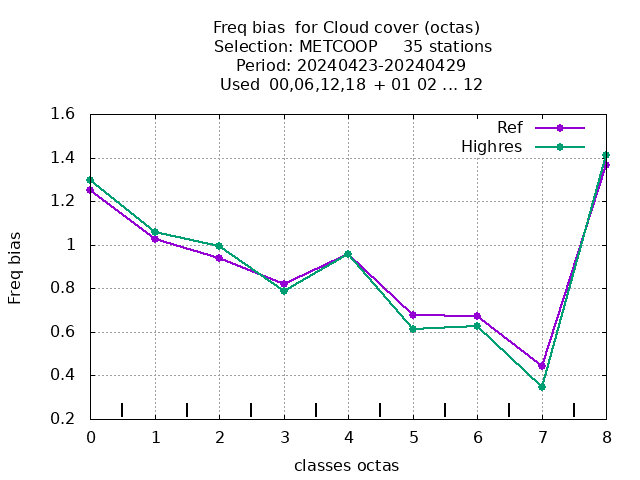 Freq bias  for Cloud cover (octas)
Selection: METCOOP     35 stations
Period: 20240423-20240429
Used  00,06,12,18  + 01 02 ... 12
Ref
Highres
1.6
1.4
1.2
1
0.8
0.6
0.4
0.2
Freq bias
0 1 2 3 4 5 6 7 8
classes octas